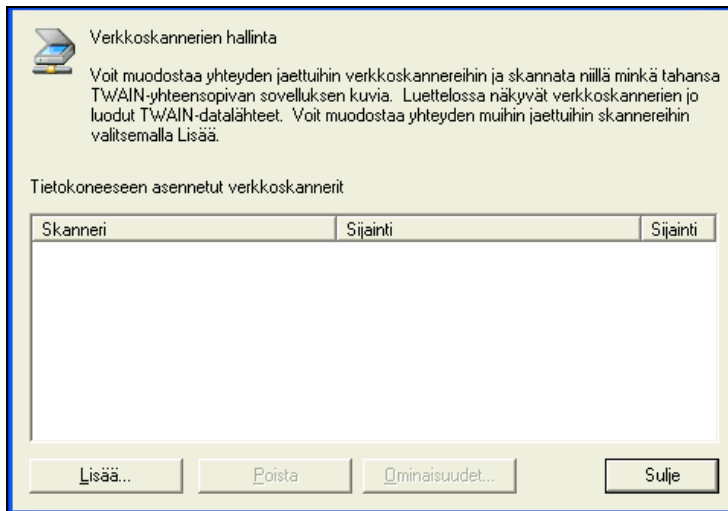 Verkkoskannerien hallinta
Voit muodostaa yhteyden jaettuihin verkkoskannereihin ja skannata niillä minkä tahansa
TWAIN-yhteensopivan sovelluksen kuvia. Luettelossa näkyvät verkkoskannerien jo
luodut TWAIN-datalähteet. Voit muodostaa yhteyden muihin jaettuihin skannereihin
valitsemalla Lisää.
Tietokoneeseen asennetut verkkoskannerit
Skanneri Sijainti Sijainti
Lisää... Poista Ominaisuudet... Sulje